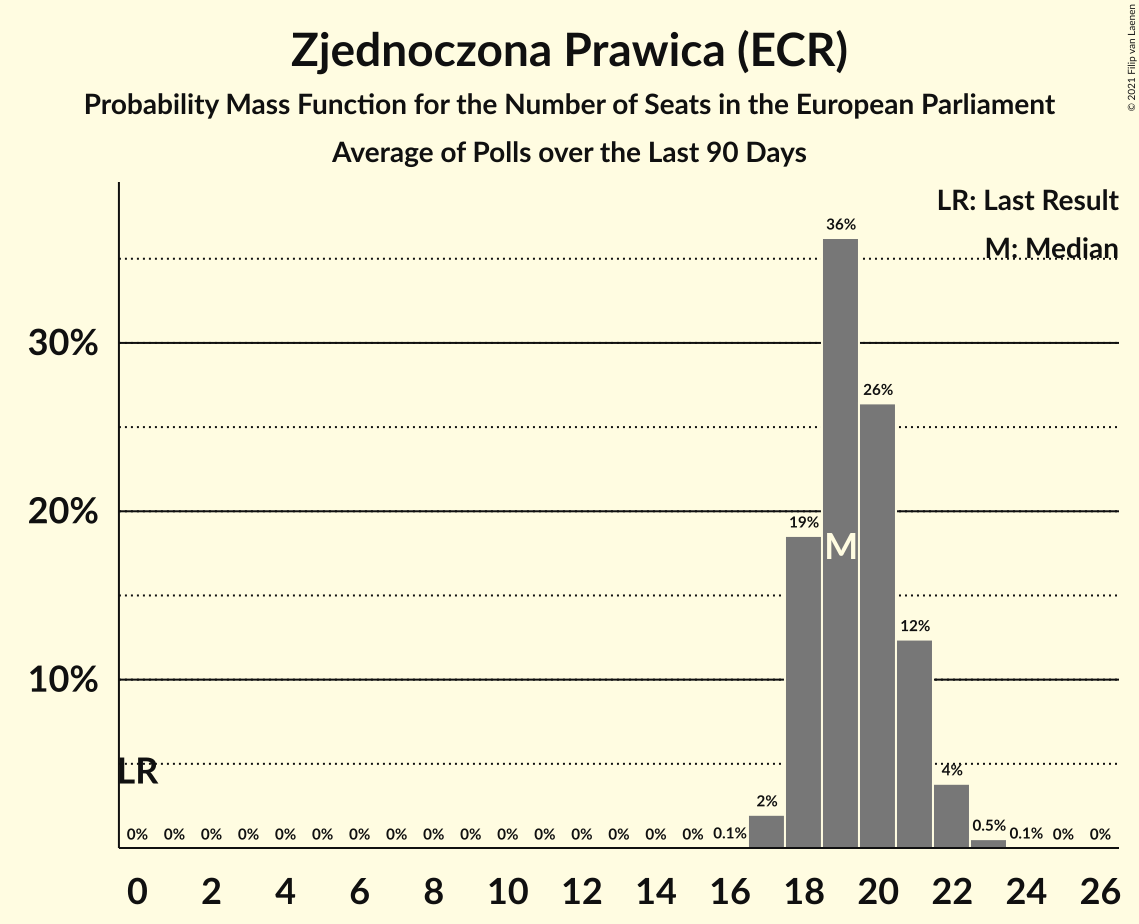 Zjednoczona Prawica (ECR)
Probability Mass Function for the Number of Seats in the European Parliament
Average of Polls over the Last 90 Days
© 2021 Filip van Laenen
LR: Last Result
M: Median
36%
30%
26%
20%
19%
M
12%
10%
LR
4%
2%
0% 0% 0% 0% 0% 0% 0% 0% 0% 0% 0% 0% 0% 0% 0% 0% 0.1% 0.5% 0.1% 0% 0%
0 2 4 6 8 10 12 14 16 18 20 22 24 26